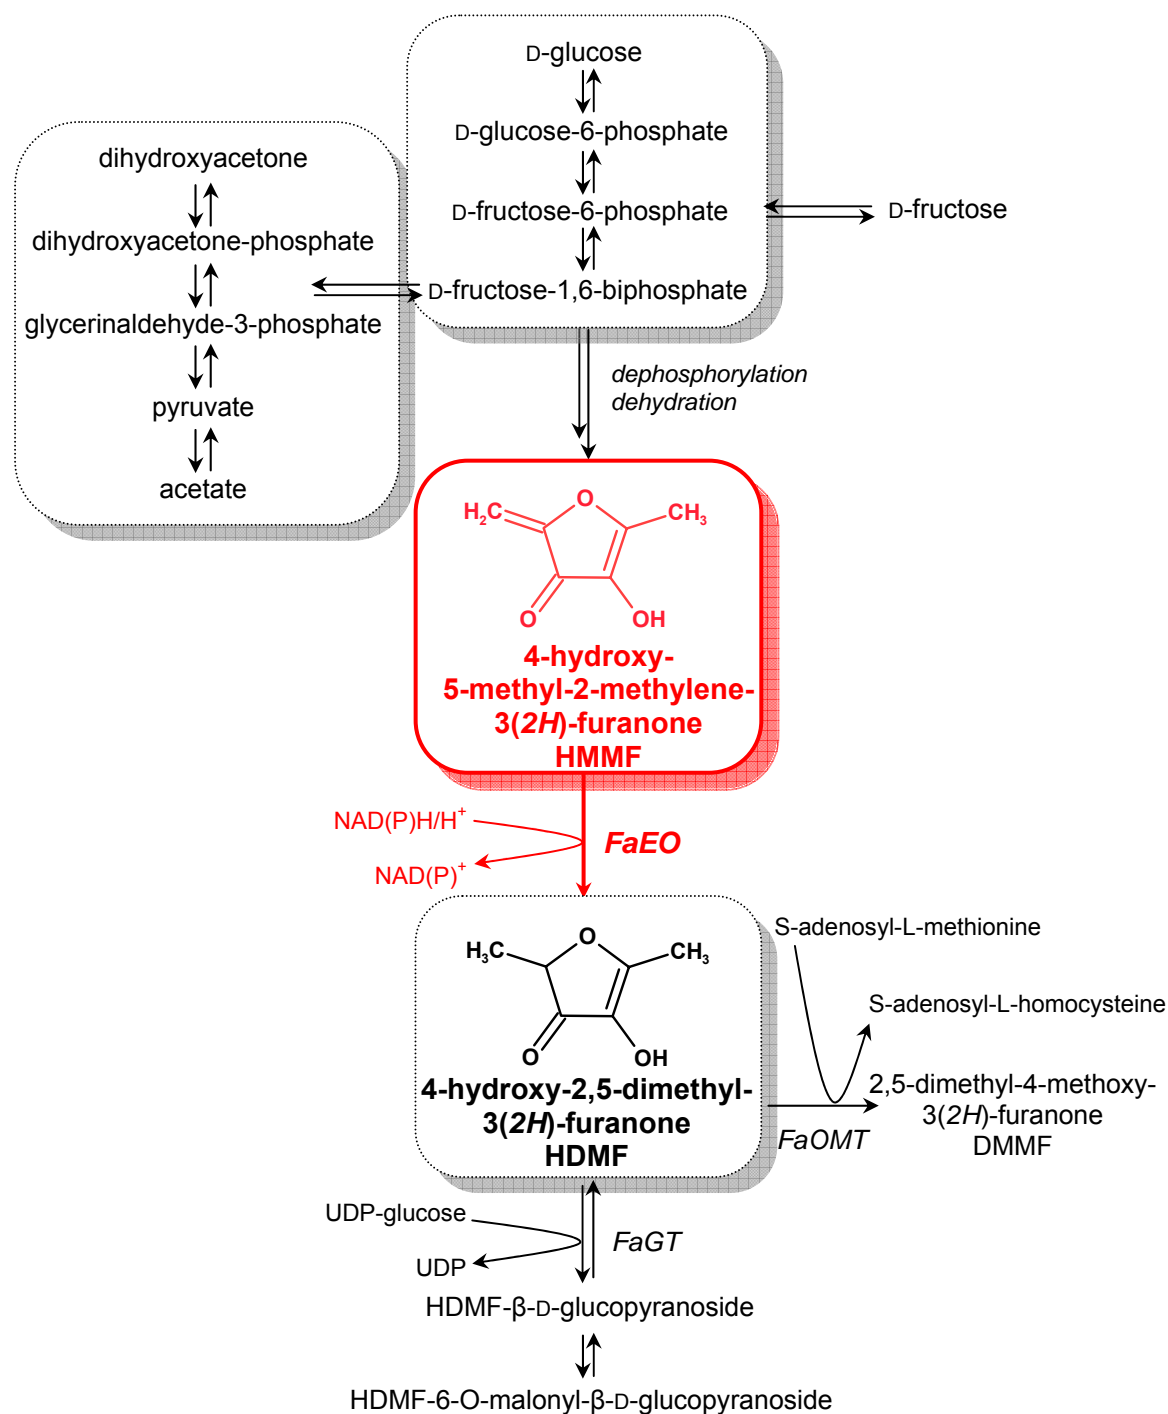 D-glucose
D-glucose-6-phosphate
D-fructose-6-phosphate
D-fructose-1,6-biphosphate
D-fructose
dihydroxyacetone
dihydroxyacetone-phosphate
glycerinaldehyde-3-phosphate
pyruvate
acetate
dephosphorylation
dehydration
H₂C
O
CH₃
O
OH
4-hydroxy-
5-methyl-2-methylene-
3(2H)-furanone
HMMF
NAD(P)H/H⁺
FaEO
NAD(P)⁺
H₃C
O
CH₃
O
OH
4-hydroxy-2,5-dimethyl-
3(2H)-furanone
HDMF
S-adenosyl-L-methionine
S-adenosyl-L-homocysteine
FaOMT
2,5-dimethyl-4-methoxy-
3(2H)-furanone
DMMF
UDP-glucose
FaGT
UDP
HDMF-β-D-glucopyranoside
HDMF-6-O-malonyl-β-D-glucopyranoside